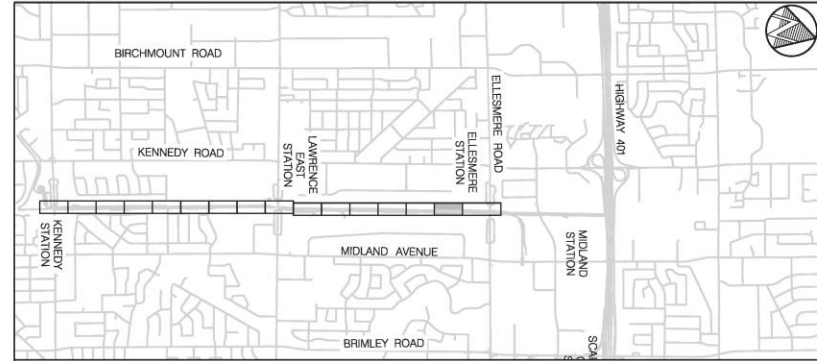 BIRCHMOUNT ROAD
KENNEDY ROAD
LAWRENCE
EAST
STATION
ELLESMERE
STATION
ELLESMERE ROAD
HIGHWAY 401
KENNEDY
STATION
MIDLAND AVENUE
MIDLAND
STATION
BRIMLEY ROAD